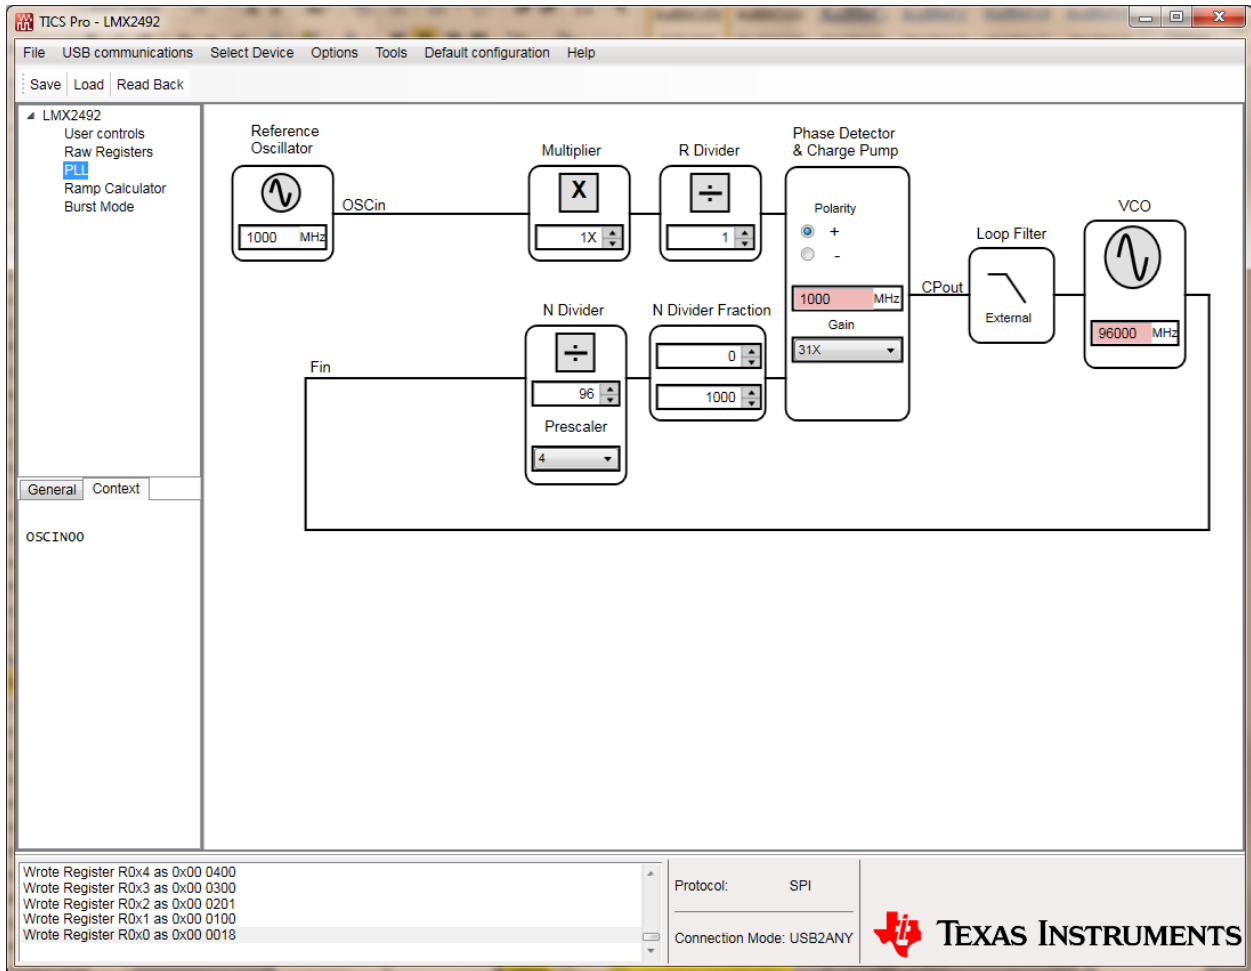 TICS Pro - LMX2492
File USB communications Select Device Options Tools Default configuration Help
Save Load Read Back
LMX2492
User controls
Raw Registers
PLL
Ramp Calculator
Burst Mode
General Context
OSCINOO
Reference
Oscillator
1000 MHz
OSCin
Multiplier
X
1X
R Divider
1
Phase Detector
& Charge Pump
Polarity
+
-
1000 MHz
Gain
31X
CPout
Loop Filter
External
VCO
96000 MHz
Fin
N Divider
96
Prescaler
4
N Divider Fraction
0
1000
Wrote Register R0x4 as 0x00 0400
Wrote Register R0x3 as 0x00 0300
Wrote Register R0x2 as 0x00 0201
Wrote Register R0x1 as 0x00 0100
Wrote Register R0x0 as 0x00 0018
Protocol: SPI
Connection Mode: USB2ANY
TEXAS INSTRUMENTS